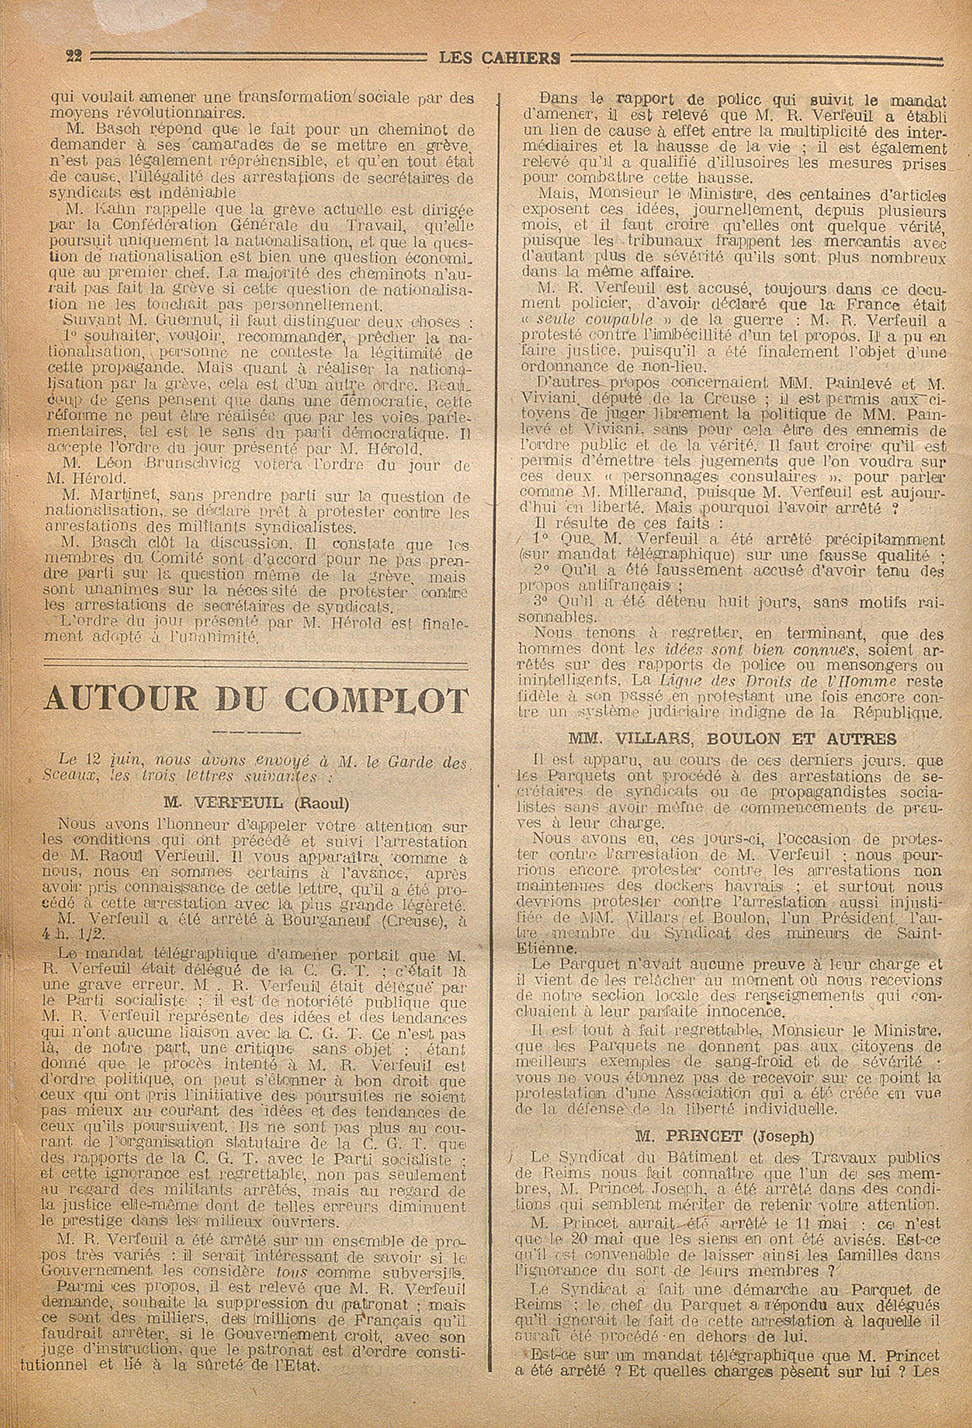 22 LES CAHIERS
qui voulait amener une transformation sociale par des
moyens révolutionnaires.
M. Basch répond que le fait pour un cheminot de
demander à ses camarades de se mettre en grève,
n'est pas légalement répréhensible, et qu'en tout état
de cause, l'illégalité des arrestations de secrétaires de
syndicats est indéniable
M. Kahn rappelle que la grève actuelle est dirigée
par la Confédération Générale du Travail, qu'elle
poursuit uniquement la nationalisation, et que la ques-
tion de nationalisation est bien une question économi-
que au premier chef. La majorité des cheminots n'au-
rait pas fait la grève si cette question de nationalisa-
tion ne les touchait pas personnellement.
Suivant M. Guernut, il faut distinguer deux choses :
1° souhaiter, vouloir, recommander, prêcher la na-
tionalisation, personne ne conteste la légitimité de
cette propagande. Mais quant à réaliser la nationa-
lisation par la grève, cela est d'un autre ordre. Beau-
coup de gens pensent que dans une démocratie, cette
réforme ne peut être réalisée que par les voies parle-
mentaires, tel est le sens du parti démocratique. Il
accepte l'ordre du jour présenté par M. Hérold.
M. Léon Brunschvicg votera l'ordre du jour de
M. Hérold.
M. Martinet, sans prendre parti sur la question de
nationalisation, se déclare prêt à protester contre les
arrestations des militants syndicalistes.
M. Basch clôt la discussion. Il constate que les
membres du Comité sont d'accord pour ne pas pren-
dre parti sur la question même de la grève, mais
sont unanimes sur la nécessité de protester contre
les arrestations de secrétaires de syndicats.
L'ordre du jour présenté par M. Hérold est finale-
ment adopté à l'unanimité.
AUTOUR DU COMPLOT
Le 12 juin, nous avons envoyé à M. le Garde des
Sceaux, les trois lettres suivantes :
M. VERFEUIL (Raoul)
Nous avons l'honneur d'appeler votre attention sur
les conditions qui ont précédé et suivi l'arrestation
de M. Raoul Verfeuil. Il vous apparaîtra, comme à
nous, nous en sommes certains à l'avance, après
avoir pris connaissance de cette lettre, qu'il a été pro-
cédé à cette arrestation avec la plus grande légèreté.
M. Verfeuil a été arrêté à Bourganeuf (Creuse), à
4 h. 1/2.
Le mandat télégraphique d'amener portait que M.
R. Verfeuil était délégué de la C. G. T. ; c'était là
une grave erreur. M . R. Verfeuil était délégué par
le Parti socialiste ; il est de notoriété publique que
M. R. Verfeuil représente des idées et des tendances
qui n'ont aucune liaison avec la C. G. T. Ce n'est pas
là, de notre part, une critique sans objet : étant
donné que le procès intenté à M. R. Verfeuil est
d'ordre politique, on peut s'étonner à bon droit que
ceux qui ont pris l'initiative des poursuites ne soient
pas mieux au courant des idées et des tendances de
ceux qu'ils poursuivent. Ils ne sont pas plus au cou-
rant de l'organisation statutaire de la C. G. T. que
des rapports de la C. G. T. avec le Parti socialiste ;
et cette ignorance est regrettable, non pas seulement
au regard des militants arrêtés, mais au regard de
la justice elle-même dont de telles erreurs diminuent
le prestige dans les milieux ouvriers.
M. R. Verfeuil a été arrêté sur un ensemble de pro-
pos très variés : il serait intéressant de savoir si le
Gouvernement les considère tous comme subversifs.
Parmi ces propos, il est relevé que M. R. Verfeuil
demande, souhaite la suppression du patronat ; mais
ce sont des milliers, des millions de Français qu'il
faudrait arrêter, si le Gouvernement croit, avec son
juge d'instruction, que le patronat est d'ordre consti-
tutionnel et lié à la sûreté de l'Etat.
Dans le rapport de police qui suivit le mandat
d'amener, il est relevé que M. R. Verfeuil a établi
un lien de cause à effet entre la multiplicité des inter-
médiaires et la hausse de la vie ; il est également
relevé qu'il a qualifié d'illusoires les mesures prises
pour combattre cette hausse.
Mais, Monsieur le Ministre, des centaines d'articles
exposent ces idées, journellement, depuis plusieurs
mois, et il faut croire qu'elles ont quelque vérité,
puisque les tribunaux frappent les mercantis avec
d'autant plus de sévérité qu'ils sont plus nombreux
dans la même affaire.
M. R. Verfeuil est accusé, toujours dans ce docu-
ment policier, d'avoir déclaré que la France était
« seule coupable » de la guerre : M. R. Verfeuil a
protesté contre l'imbécillité d'un tel propos. Il a pu en
faire justice, puisqu'il a été finalement l'objet d'une
ordonnance de non-lieu.
D'autres propos concernaient MM. Painlevé et M.
Viviani, député de la Creuse ; il est permis aux ci-
toyens de juger librement la politique de MM. Pain-
levé et Viviani, sans pour cela être des ennemis de
l'ordre public et de la vérité. Il faut croire qu'il est
permis d'émettre tels jugements que l'on voudra sur
ces deux « personnages consulaires », pour parler
comme M. Millerand, puisque M. Verfeuil est aujour-
d'hui en liberté. Mais pourquoi l'avoir arrêté ?
Il résulte de ces faits :
1° Que M. Verfeuil a été arrêté précipitamment
(sur mandat télégraphique) sur une fausse qualité ;
2° Qu'il a été faussement accusé d'avoir tenu des
propos antifrançais ;
3° Qu'il a été détenu huit jours, sans motifs rai-
sonnables.
Nous tenons à regretter, en terminant, que des
hommes dont les idées sont bien connues, soient ar-
rêtés sur des rapports de police ou mensongers ou
inintelligents. La Ligue des Droits de l'Homme reste
fidèle à son passé en protestant une fois encore con-
tre un système judiciaire indigne de la République.
MM. VILLARS, BOULON ET AUTRES
Il est apparu, au cours de ces derniers jours, que
les Parquets ont procédé à des arrestations de se-
crétaires de syndicats ou de propagandistes socia-
listes sans avoir même de commencements de preu-
ves à leur charge.
Nous avons eu, ces jours-ci, l'occasion de protes-
ter contre l'arrestation de M. Verfeuil ; nous pour-
rions encore protester contre les arrestations non
maintenues des dockers havrais ; et surtout nous
devrions protester contre l'arrestation aussi injusti-
fiée de MM. Villars et Boulon, l'un Président, l'au-
tre membre du Syndicat des mineurs de Saint-
Etienne.
Le Parquet n'avait aucune preuve à leur charge et
il vient de les relâcher au moment où nous recevions
de notre section locale des renseignements qui con-
cluaient à leur parfaite innocence.
Il est tout à fait regrettable, Monsieur le Ministre,
que les Parquets ne donnent pas aux citoyens de
meilleurs exemples de sang-froid et de sévérité :
vous ne vous étonnez pas de recevoir sur ce point la
protestation d'une Association qui a été créée en vue
de la défense de la liberté individuelle.
M. PRINCET (Joseph)
Le Syndicat du Bâtiment et des Travaux publics
de Reims nous fait connaître que l'un de ses mem-
bres, M. Princet Joseph, a été arrêté dans des condi-
tions qui semblent mériter de retenir votre attention.
M. Princet aurait été arrêté le 11 mai : ce n'est
que le 20 mai que les siens en ont été avisés. Est-ce
qu'il est convenable de laisser ainsi les familles dans
l'ignorance du sort de leurs membres ?
Le Syndicat a fait une démarche au Parquet de
Reims ; le chef du Parquet a répondu aux délégués
qu'il ignorait le fait de cette arrestation à laquelle il
aurait été procédé en dehors de lui.
Est-ce sur un mandat télégraphique que M. Princet
a été arrêté ? Et quelles charges pèsent sur lui ? Les